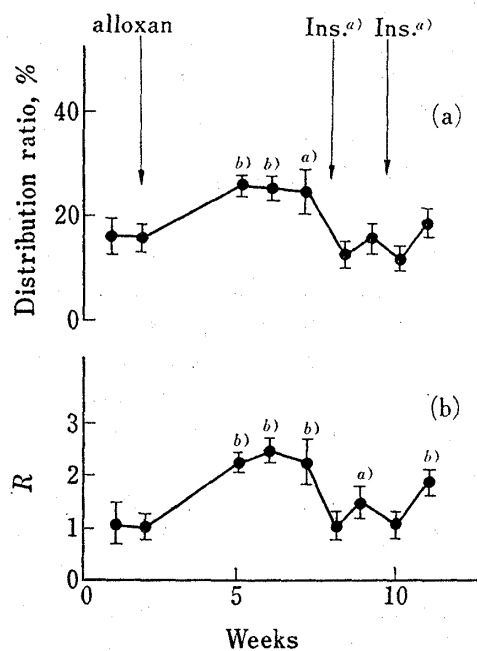 alloxan Ins.a) Ins.a)
Distribution ratio, %
40
20
0
(a)
b) b) a)
R
3
2
1
0
(b)
b) b) b) a) b)
0 5 10
Weeks